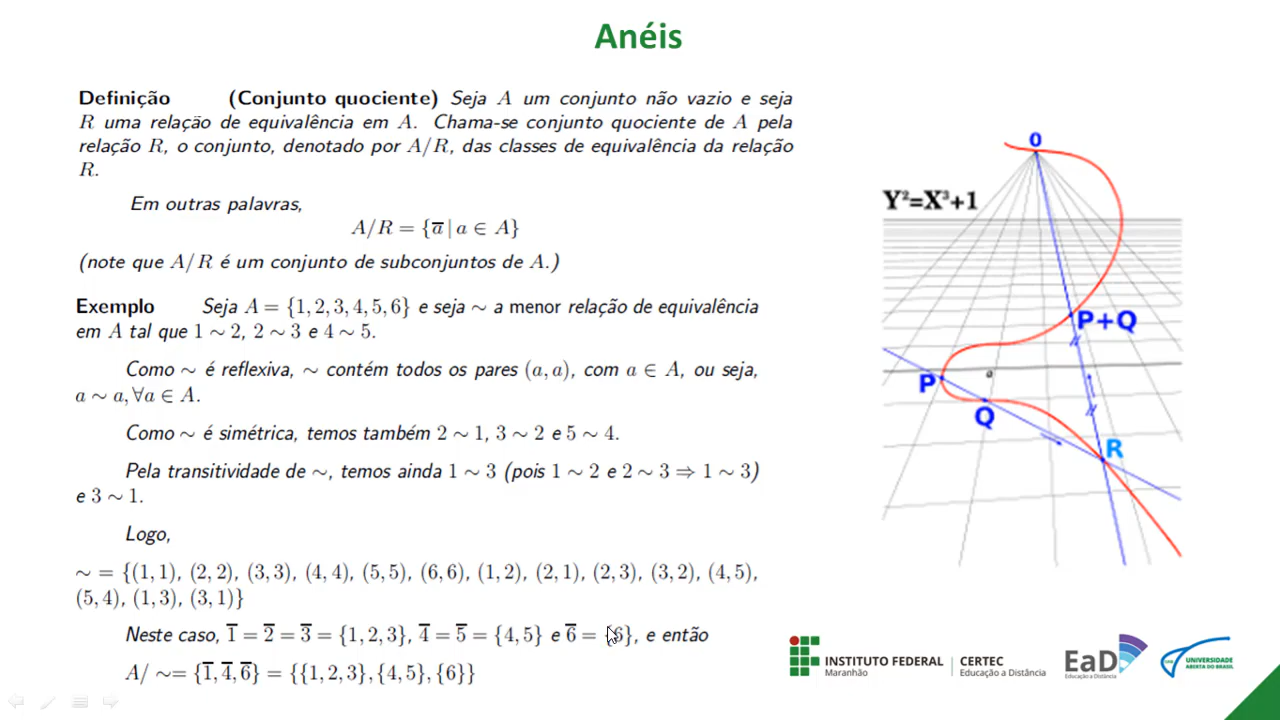 Anéis
Definição (Conjunto quociente) Seja A um conjunto não vazio e seja
R uma relação de equivalência em A. Chama-se conjunto quociente de A pela
relação R, o conjunto, denotado por A/R, das classes de equivalência da relação
R.
Em outras palavras,
A/R = {a̅ | a ∈ A}
(note que A/R é um conjunto de subconjuntos de A.)
Exemplo Seja A = {1, 2, 3, 4, 5, 6} e seja ∼ a menor relação de equivalência
em A tal que 1 ∼ 2, 2 ∼ 3 e 4 ∼ 5.
Como ∼ é reflexiva, ∼ contém todos os pares (a, a), com a ∈ A, ou seja,
a ∼ a, ∀a ∈ A.
Como ∼ é simétrica, temos também 2 ∼ 1, 3 ∼ 2 e 5 ∼ 4.
Pela transitividade de ∼, temos ainda 1 ∼ 3 (pois 1 ∼ 2 e 2 ∼ 3 ⇒ 1 ∼ 3)
e 3 ∼ 1.
Logo,
∼ = {(1, 1), (2, 2), (3, 3), (4, 4), (5, 5), (6, 6), (1, 2), (2, 1), (2, 3), (3, 2), (4, 5),
(5, 4), (1, 3), (3, 1)}
Neste caso, 1̅ = 2̅ = 3̅ = {1, 2, 3}, 4̅ = 5̅ = {4, 5} e 6̅ = {6}, e então
A/ ∼= {1̅, 4̅, 6̅} = {{1, 2, 3}, {4, 5}, {6}}
O
Y²=X³+1
P+Q
P
o
Q
R
INSTITUTO FEDERAL
Maranhão
CERTEC
Educação a Distância
EaD
Educação a Distância
UNIVERSIDADE
ABERTA DO BRASIL